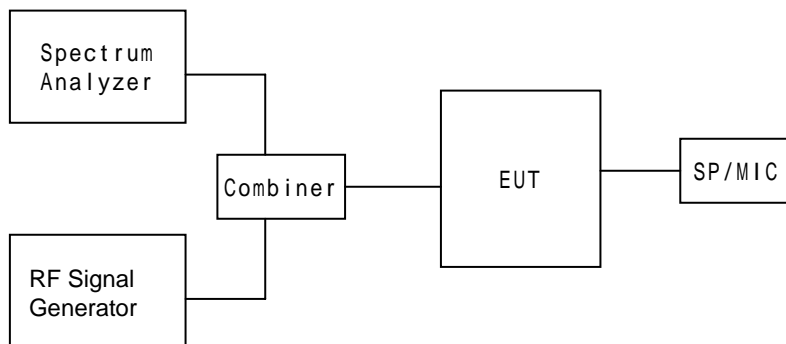 Spectrum
Analyzer
Combiner
EUT
SP/MIC
RF Signal
Generator